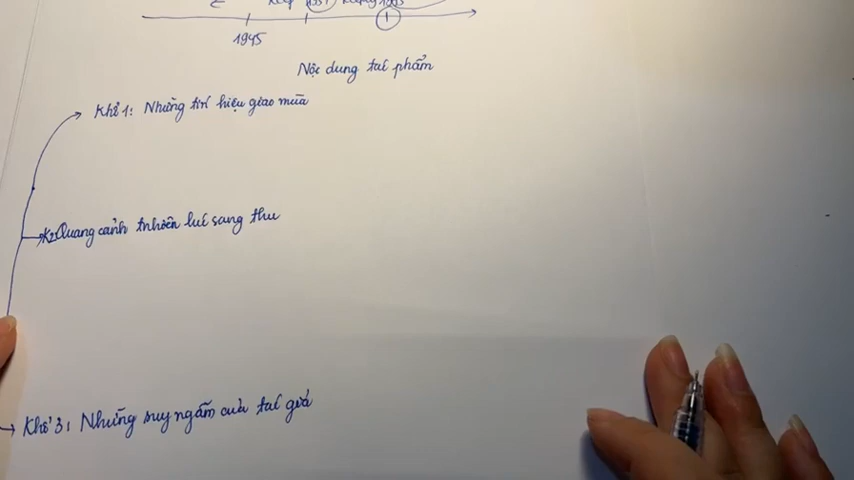 1945
Nội dung tác phẩm
Khổ 1: Những tín hiệu giao mùa
K2: Quang cảnh thiên nhiên lúc sang thu
Khổ 3: Những suy ngẫm của tác giả